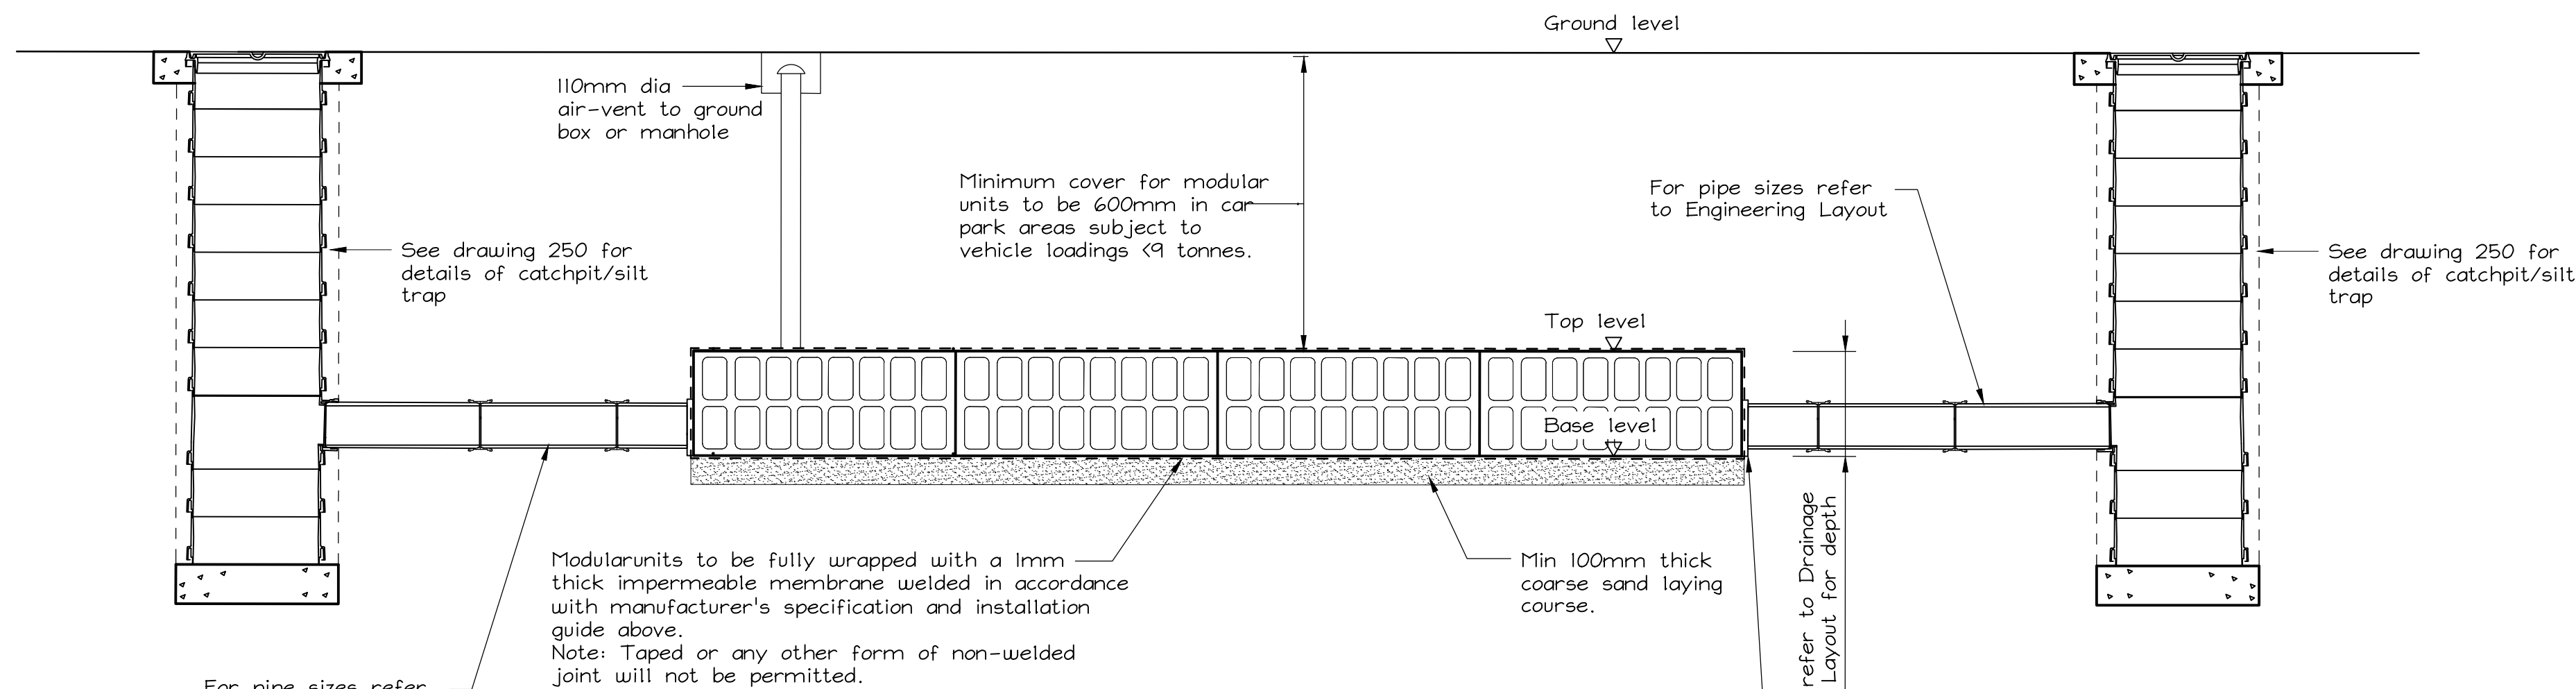 Ground level
110mm dia
air-vent to ground
box or manhole
Minimum cover for modular
units to be 600mm in car
park areas subject to
vehicle loadings <9 tonnes.
For pipe sizes refer
to Engineering Layout
See drawing 250 for
details of catchpit/silt
trap
See drawing 250 for
details of catchpit/silt
trap
Top level
Base level
Modularunits to be fully wrapped with a 1mm
thick impermeable membrane welded in accordance
with manufacturer's specification and installation
guide above.
Note: Taped or any other form of non-welded
joint will not be permitted.
Min 100mm thick
coarse sand laying
course.
refer to Drainage
Layout for depth
For pipe sizes refer